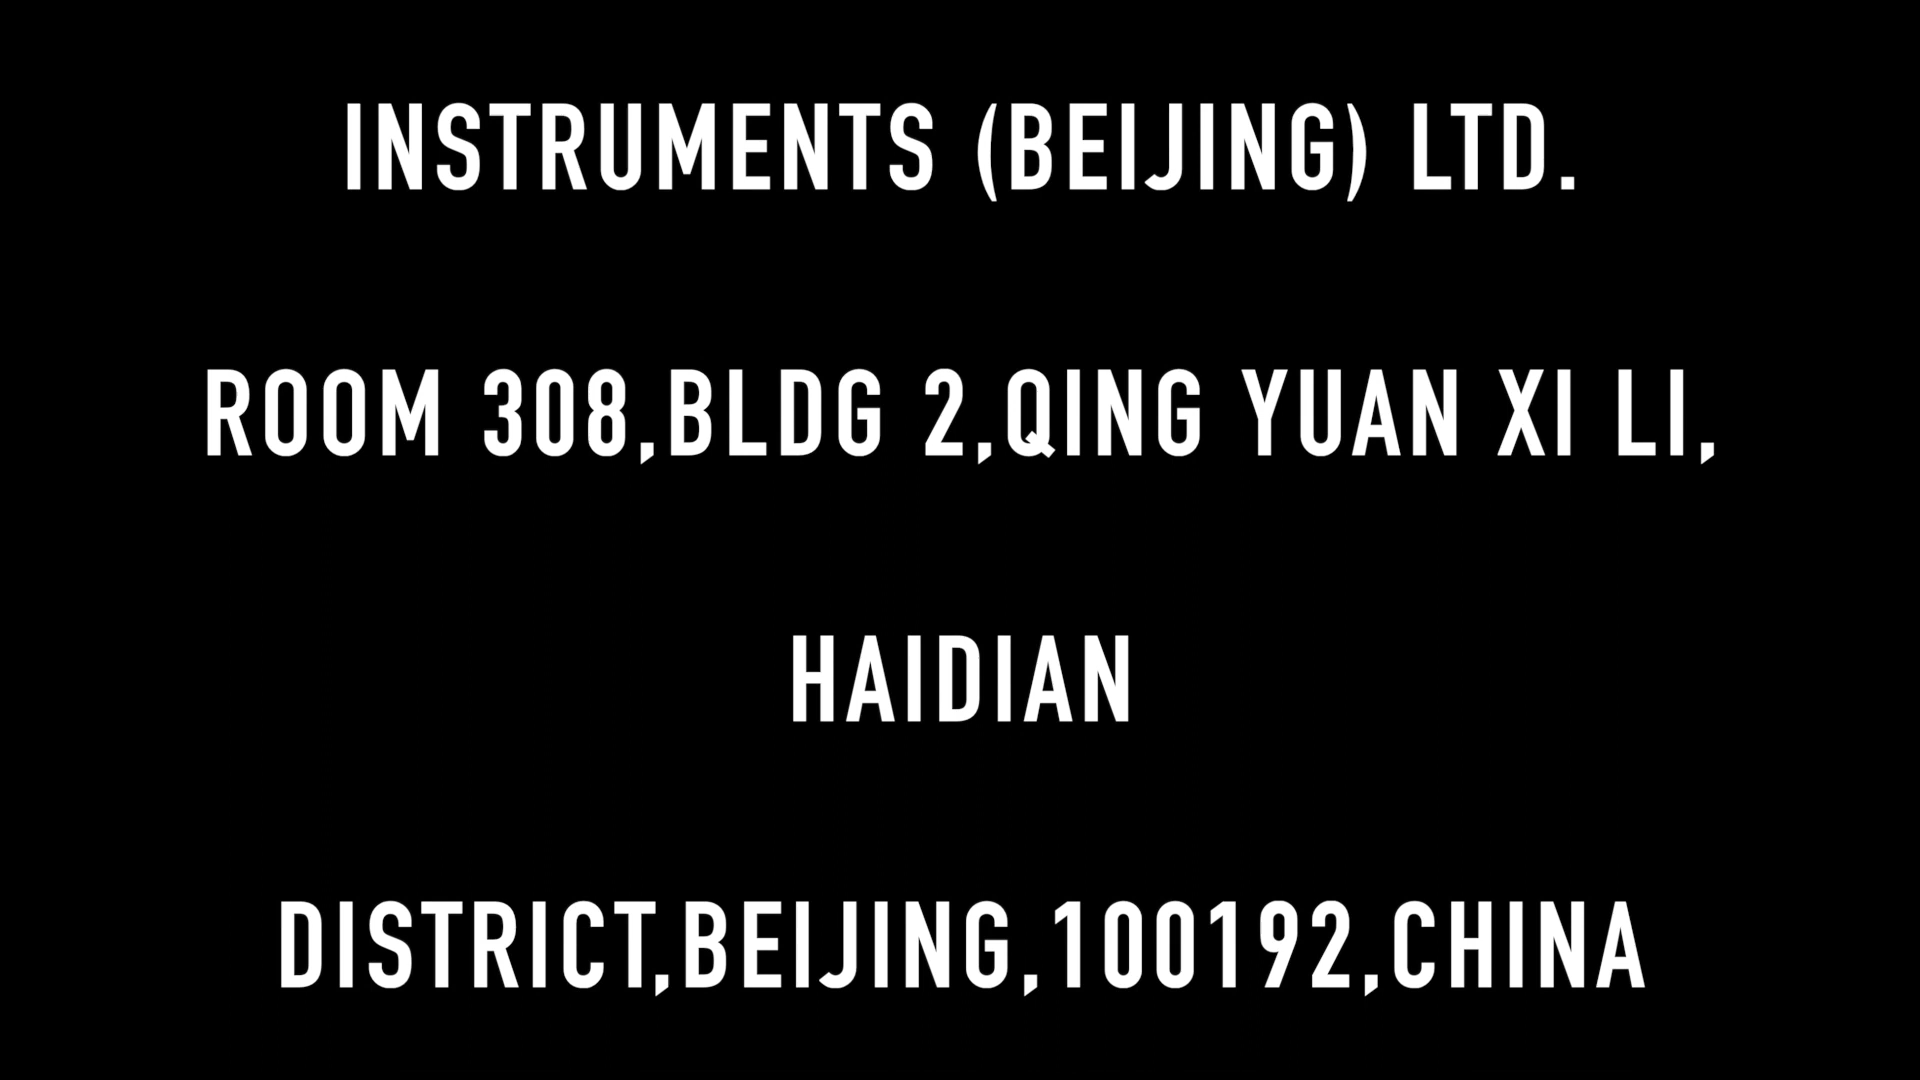 INSTRUMENTS (BEIJING) LTD.
ROOM 308,BLDG 2,QING YUAN XI LI,
HAIDIAN
DISTRICT,BEIJING,100192,CHINA